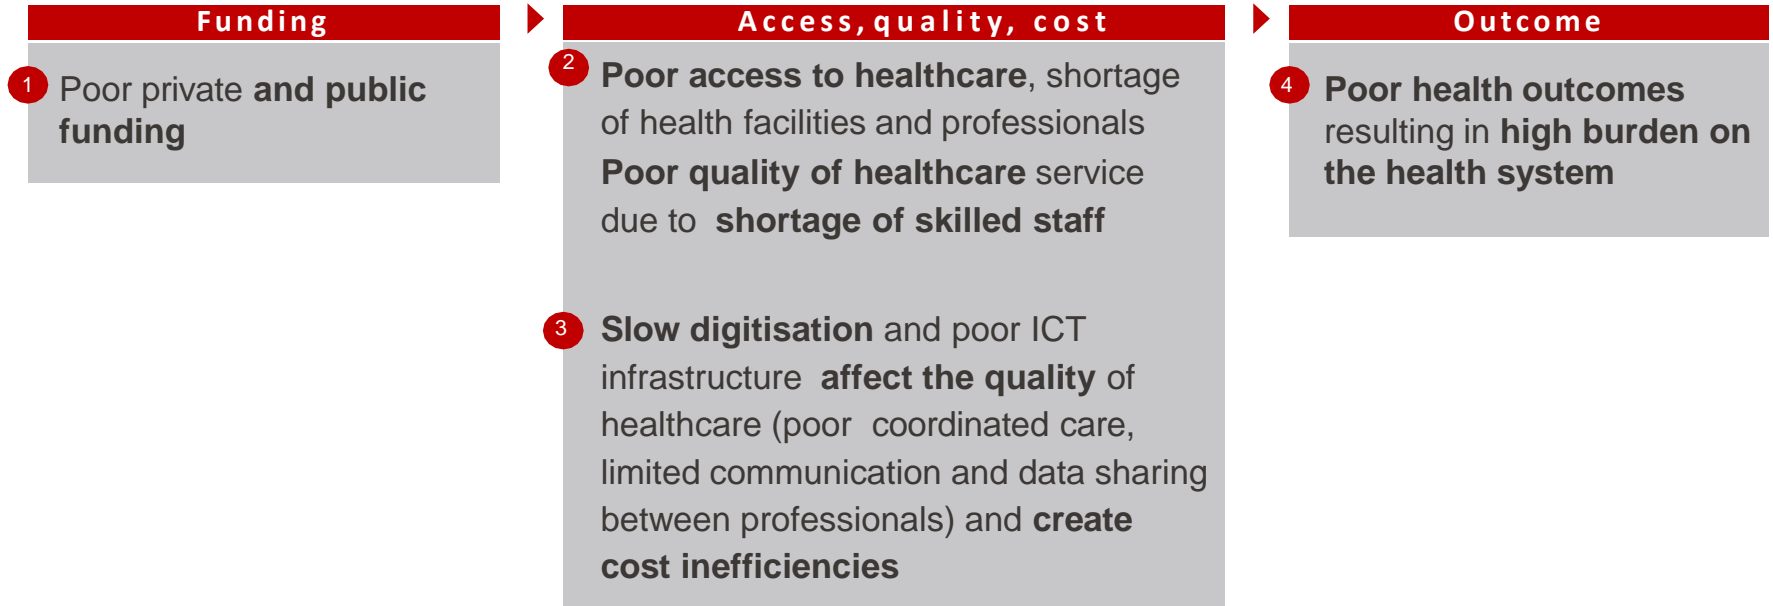 Funding
1
Poor private and public
funding
Access, quality, cost
2
Poor access to healthcare, shortage
of health facilities and professionals
Poor quality of healthcare service
due to shortage of skilled staff
3
Slow digitisation and poor ICT
infrastructure affect the quality of
healthcare (poor coordinated care,
limited communication and data sharing
between professionals) and create
cost inefficiencies
Outcome
4
Poor health outcomes
resulting in high burden on
the health system